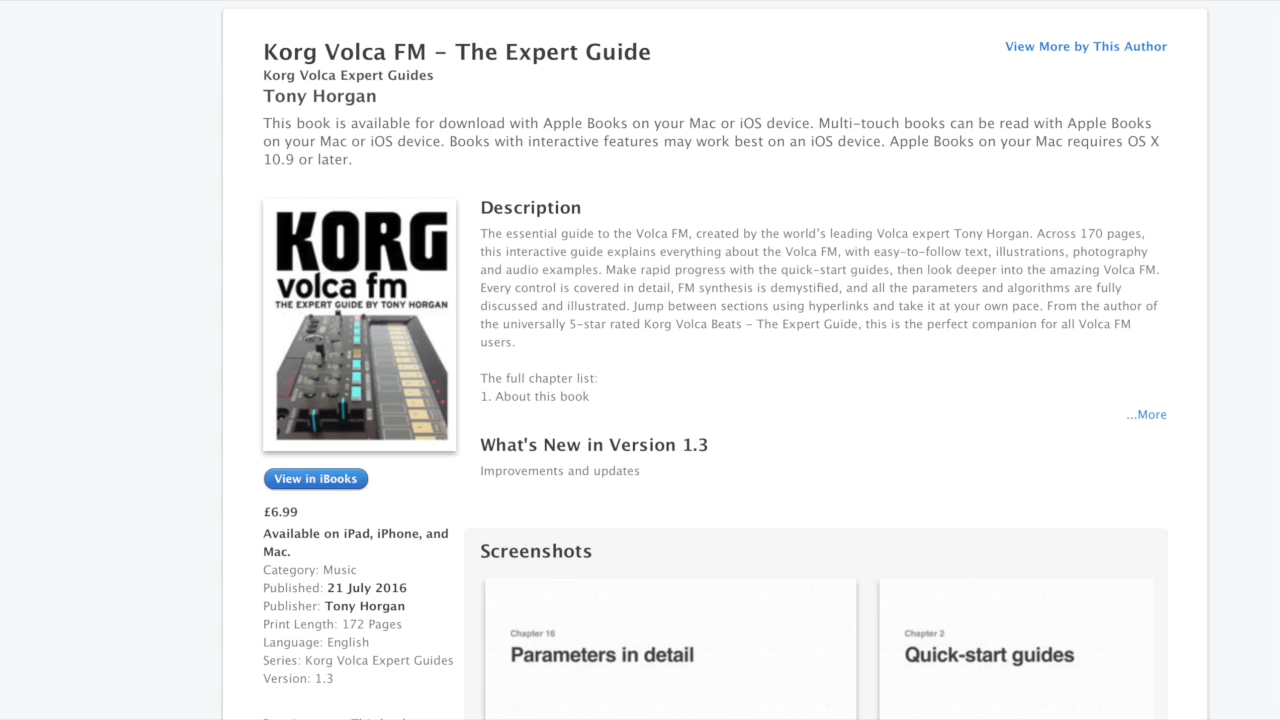 Korg Volca FM – The Expert Guide
View More by This Author
Korg Volca Expert Guides
Tony Horgan
This book is available for download with Apple Books on your Mac or iOS device. Multi-touch books can be read with Apple Books
on your Mac or iOS device. Books with interactive features may work best on an iOS device. Apple Books on your Mac requires OS X
10.9 or later.
KORG
volca fm
THE EXPERT GUIDE BY TONY HORGAN
View in iBooks
£6.99
Available on iPad, iPhone, and
Mac.
Category: Music
Published: 21 July 2016
Publisher: Tony Horgan
Print Length: 172 Pages
Language: English
Series: Korg Volca Expert Guides
Version: 1.3
Description
The essential guide to the Volca FM, created by the world's leading Volca expert Tony Horgan. Across 170 pages,
this interactive guide explains everything about the Volca FM, with easy-to-follow text, illustrations, photography
and audio examples. Make rapid progress with the quick-start guides, then look deeper into the amazing Volca FM.
Every control is covered in detail, FM synthesis is demystified, and all the parameters and algorithms are fully
discussed and illustrated. Jump between sections using hyperlinks and take it at your own pace. From the author of
the universally 5-star rated Korg Volca Beats – The Expert Guide, this is the perfect companion for all Volca FM
users.
The full chapter list:
1. About this book
...More
What's New in Version 1.3
Improvements and updates
Screenshots
Chapter 16
Parameters in detail
Chapter 2
Quick-start guides